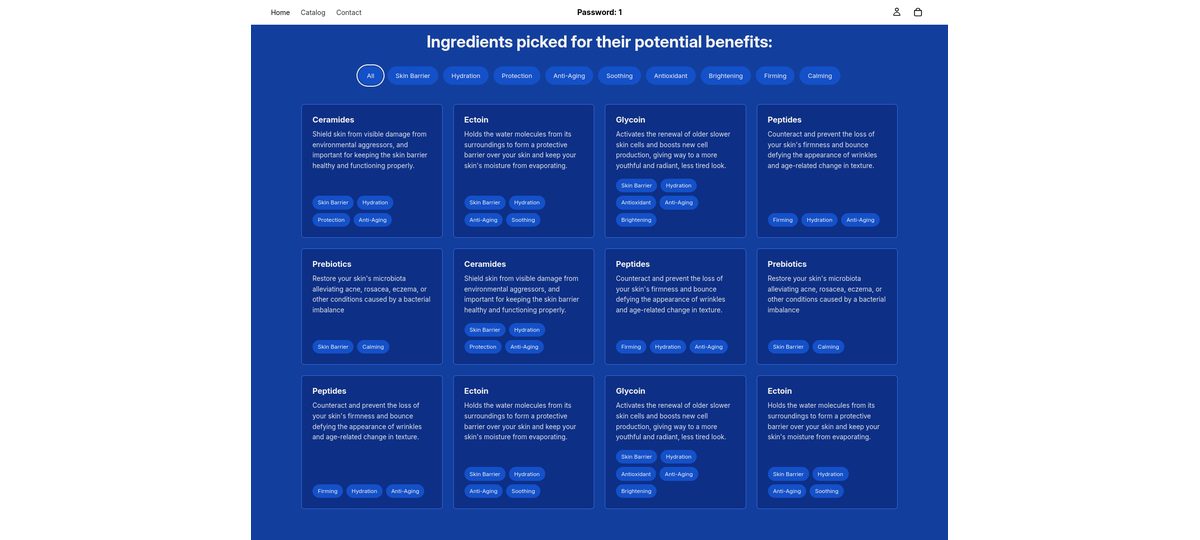 Home Catalog Contact Password: 1
Ingredients picked for their potential benefits:
All Skin Barrier Hydration Protection Anti-Aging Soothing Antioxidant Brightening Firming Calming
Ceramides
Shield skin from visible damage from
environmental aggressors, and
important for keeping the skin barrier
healthy and functioning properly.
Skin Barrier Hydration
Protection Anti-Aging
Ectoin
Holds the water molecules from its
surroundings to form a protective
barrier over your skin and keep your
skin's moisture from evaporating.
Skin Barrier Hydration
Anti-Aging Soothing
Glycoin
Activates the renewal of older slower
skin cells and boosts new cell
production, giving way to a more
youthful and radiant, less tired look.
Skin Barrier Hydration
Antioxidant Anti-Aging
Brightening
Peptides
Counteract and prevent the loss of
your skin's firmness and bounce
defying the appearance of wrinkles
and age-related change in texture.
Firming Hydration Anti-Aging
Prebiotics
Restore your skin's microbiota
alleviating acne, rosacea, eczema, or
other conditions caused by a bacterial
imbalance
Skin Barrier Calming
Ceramides
Shield skin from visible damage from
environmental aggressors, and
important for keeping the skin barrier
healthy and functioning properly.
Skin Barrier Hydration
Protection Anti-Aging
Peptides
Counteract and prevent the loss of
your skin's firmness and bounce
defying the appearance of wrinkles
and age-related change in texture.
Firming Hydration Anti-Aging
Prebiotics
Restore your skin's microbiota
alleviating acne, rosacea, eczema, or
other conditions caused by a bacterial
imbalance
Skin Barrier Calming
Peptides
Counteract and prevent the loss of
your skin's firmness and bounce
defying the appearance of wrinkles
and age-related change in texture.
Firming Hydration Anti-Aging
Ectoin
Holds the water molecules from its
surroundings to form a protective
barrier over your skin and keep your
skin's moisture from evaporating.
Skin Barrier Hydration
Anti-Aging Soothing
Glycoin
Activates the renewal of older slower
skin cells and boosts new cell
production, giving way to a more
youthful and radiant, less tired look.
Skin Barrier Hydration
Antioxidant Anti-Aging
Brightening
Ectoin
Holds the water molecules from its
surroundings to form a protective
barrier over your skin and keep your
skin's moisture from evaporating.
Skin Barrier Hydration
Anti-Aging Soothing